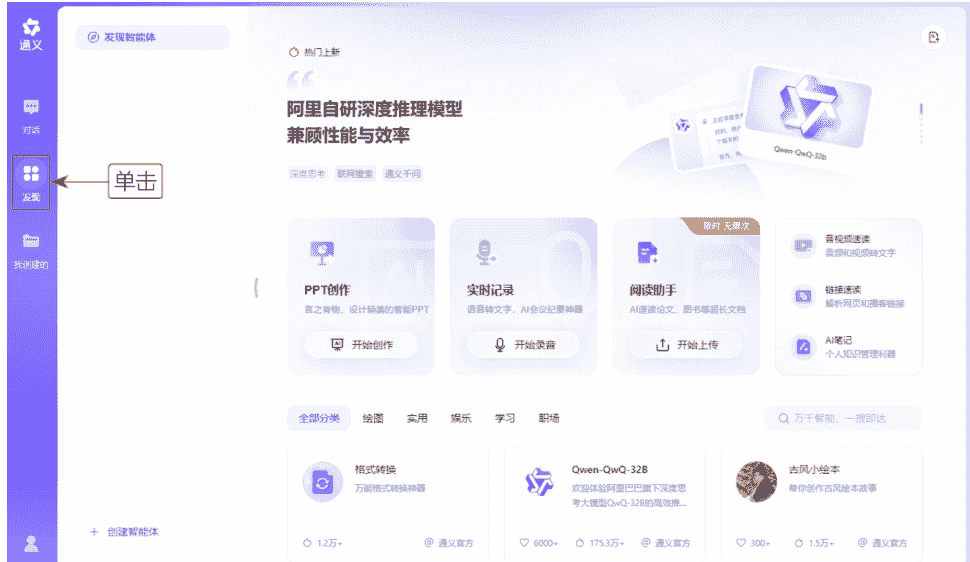 通义
对话
发现
我创建的
单击
发现智能体
创建智能体
热门上新
阿里自研深度推理模型
兼顾性能与效率
深度思考 联网搜索 通义千问
Qwen-QwQ-32b
PPT创作
言之有物、设计精美的智能PPT
开始创作
实时记录
语音转文字，AI会议纪要神器
开始录音
限时 无限次
阅读助手
AI速读论文、图书等超长文档
开始上传
音视频速读
音频和视频转文字
链接速读
解析网页和播客链接
AI笔记
个人知识管理利器
全部分类 绘图 实用 娱乐 学习 职场
万千智能，一搜即达
格式转换
万能格式转换神器
1.2万+ @ 通义官方
Qwen-QwQ-32B
欢迎体验阿里巴巴旗下深度思
考大模型QwQ-32B的高效推...
6000+ 175.3万+ @ 通义官方
古风小绘本
帮你创作古风绘本故事
300+ 1.5万+ @ 通义官方